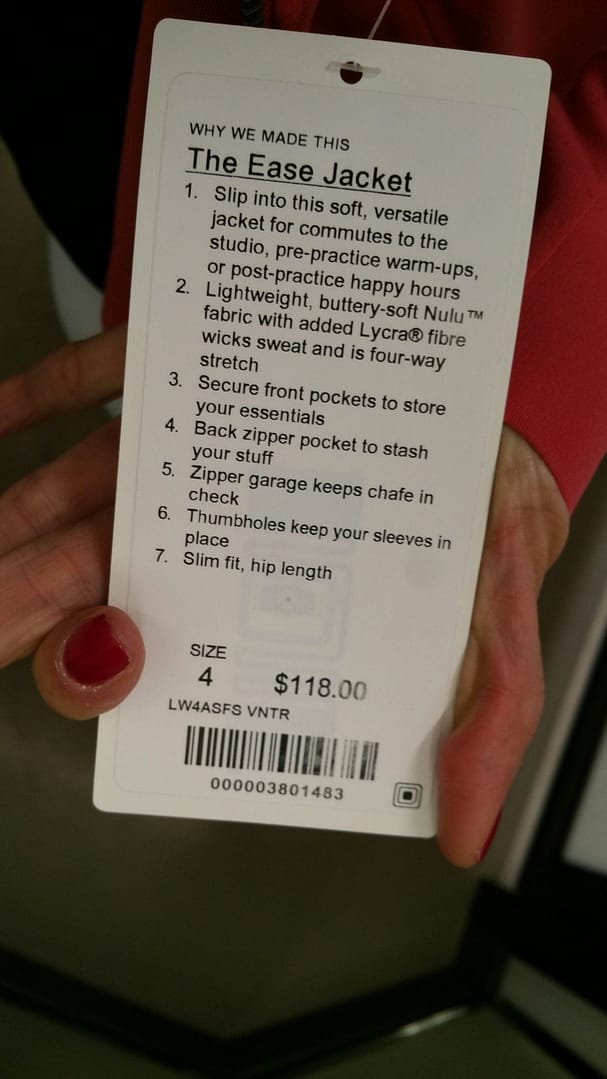 WHY WE MADE THIS
The Ease Jacket
1. Slip into this soft, versatile
jacket for commutes to the
studio, pre-practice warm-ups,
or post-practice happy hours
2. Lightweight, buttery-soft Nulu™
fabric with added Lycra® fibre
wicks sweat and is four-way
stretch
3. Secure front pockets to store
your essentials
4. Back zipper pocket to stash
your stuff
5. Zipper garage keeps chafe in
check
6. Thumbholes keep your sleeves in
place
7. Slim fit, hip length
SIZE
4 $118.00
LW4ASFS VNTR
000003801483